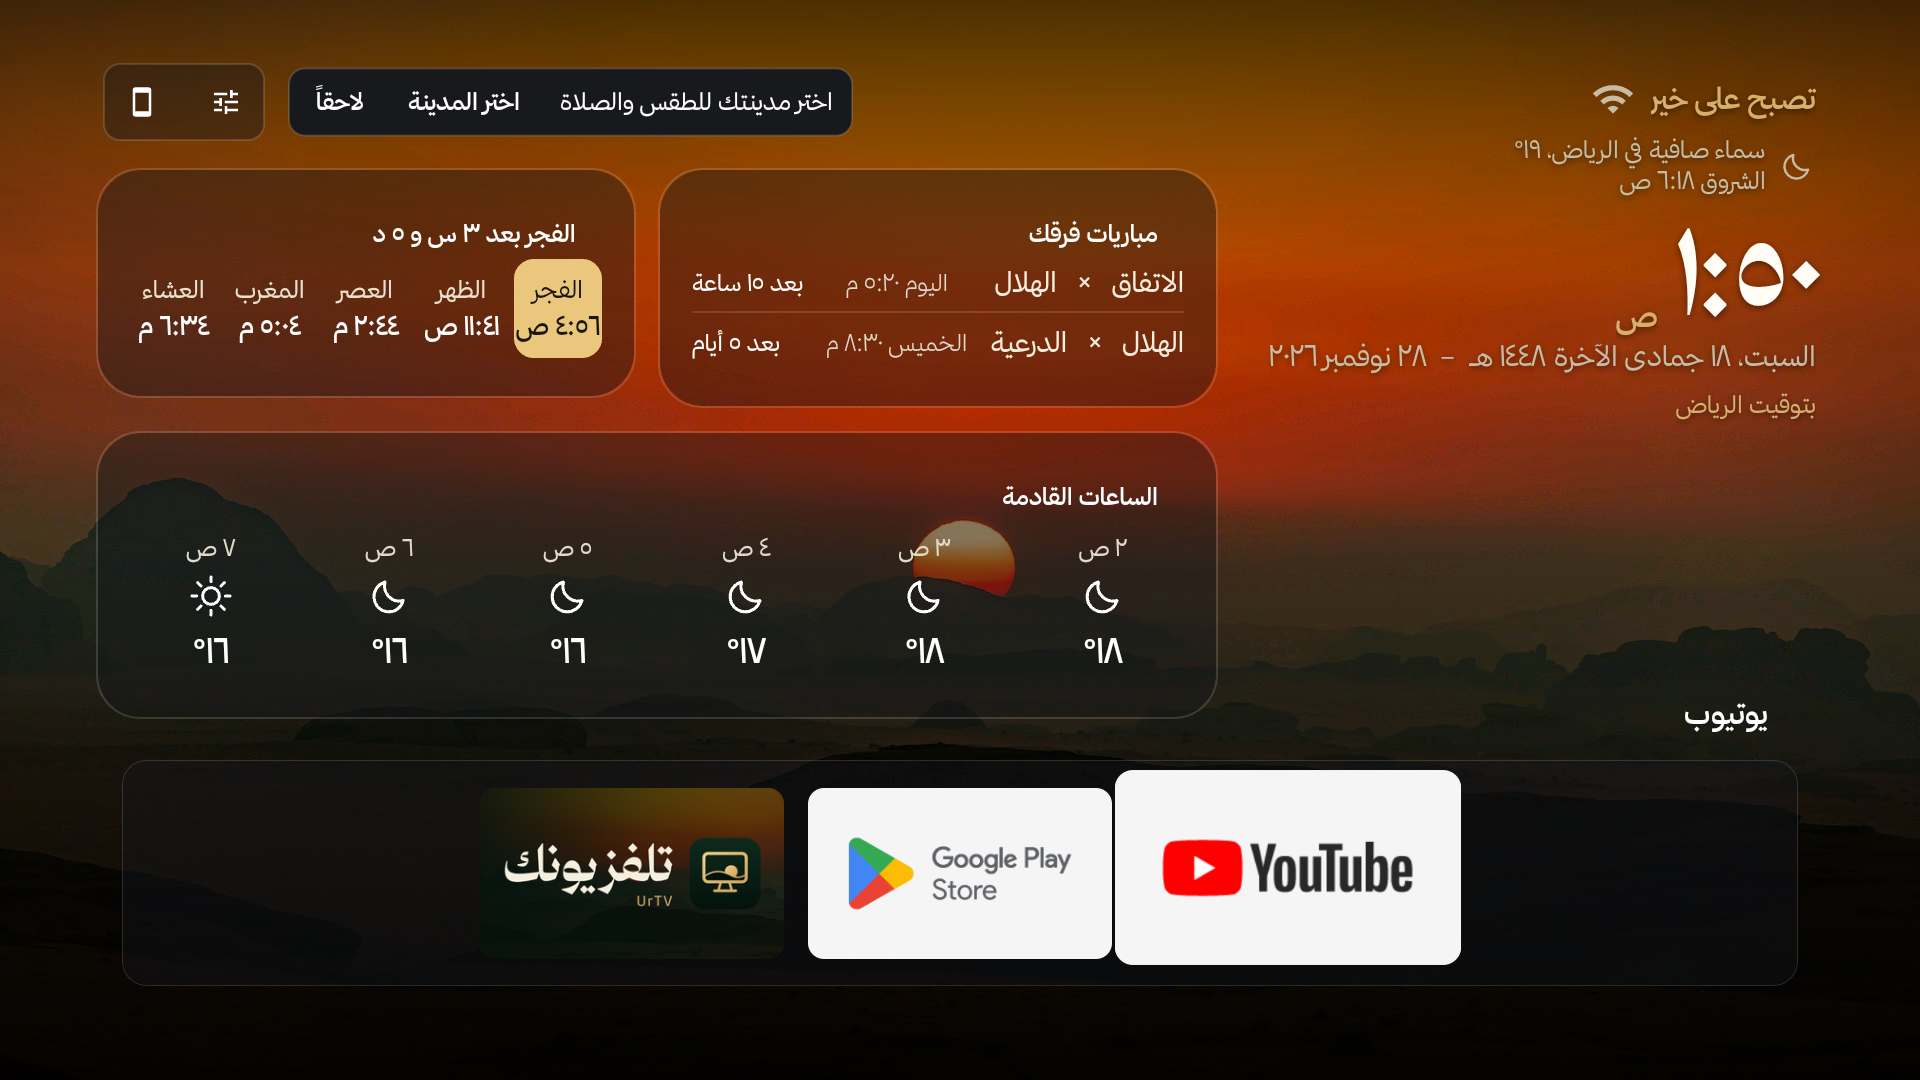 تصبح على خير
سماء صافية في الرياض، ١٩°
الشروق ٦:١٨ ص
١:٥٠ ص
السبت، ١٨ جمادى الآخرة ١٤٤٨ هـ – ٢٨ نوفمبر ٢٠٢٦
بتوقيت الرياض
اختر مدينتك للطقس والصلاة اختر المدينة لاحقاً
مباريات فرقك
الاتفاق × الهلال اليوم ٥:٢٠ م بعد ١٥ ساعة
الهلال × الدرعية الخميس ٨:٣٠ م بعد ٥ أيام
الفجر بعد ٣ س و ٥ د
الفجر الظهر العصر المغرب العشاء
٤:٥٦ ص ١١:٤١ ص ٢:٤٤ م ٥:٠٤ م ٦:٣٤ م
الساعات القادمة
٢ ص ٣ ص ٤ ص ٥ ص ٦ ص ٧ ص
١٨° ١٨° ١٧° ١٦° ١٦° ١٦°
يوتيوب
YouTube
Google Play
Store
تلفزيونك
UrTV